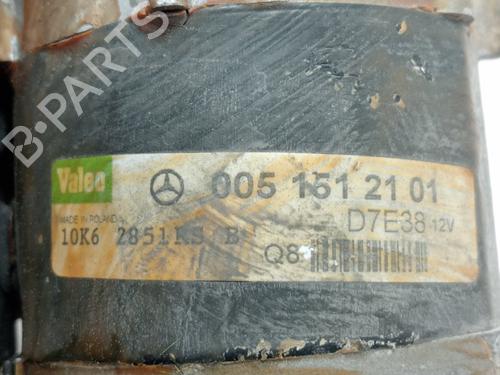 B-PARTS
Valeo 005 151 21 01
MADE IN POLAND D7E38 12V
10K6 2851KS B
Q8